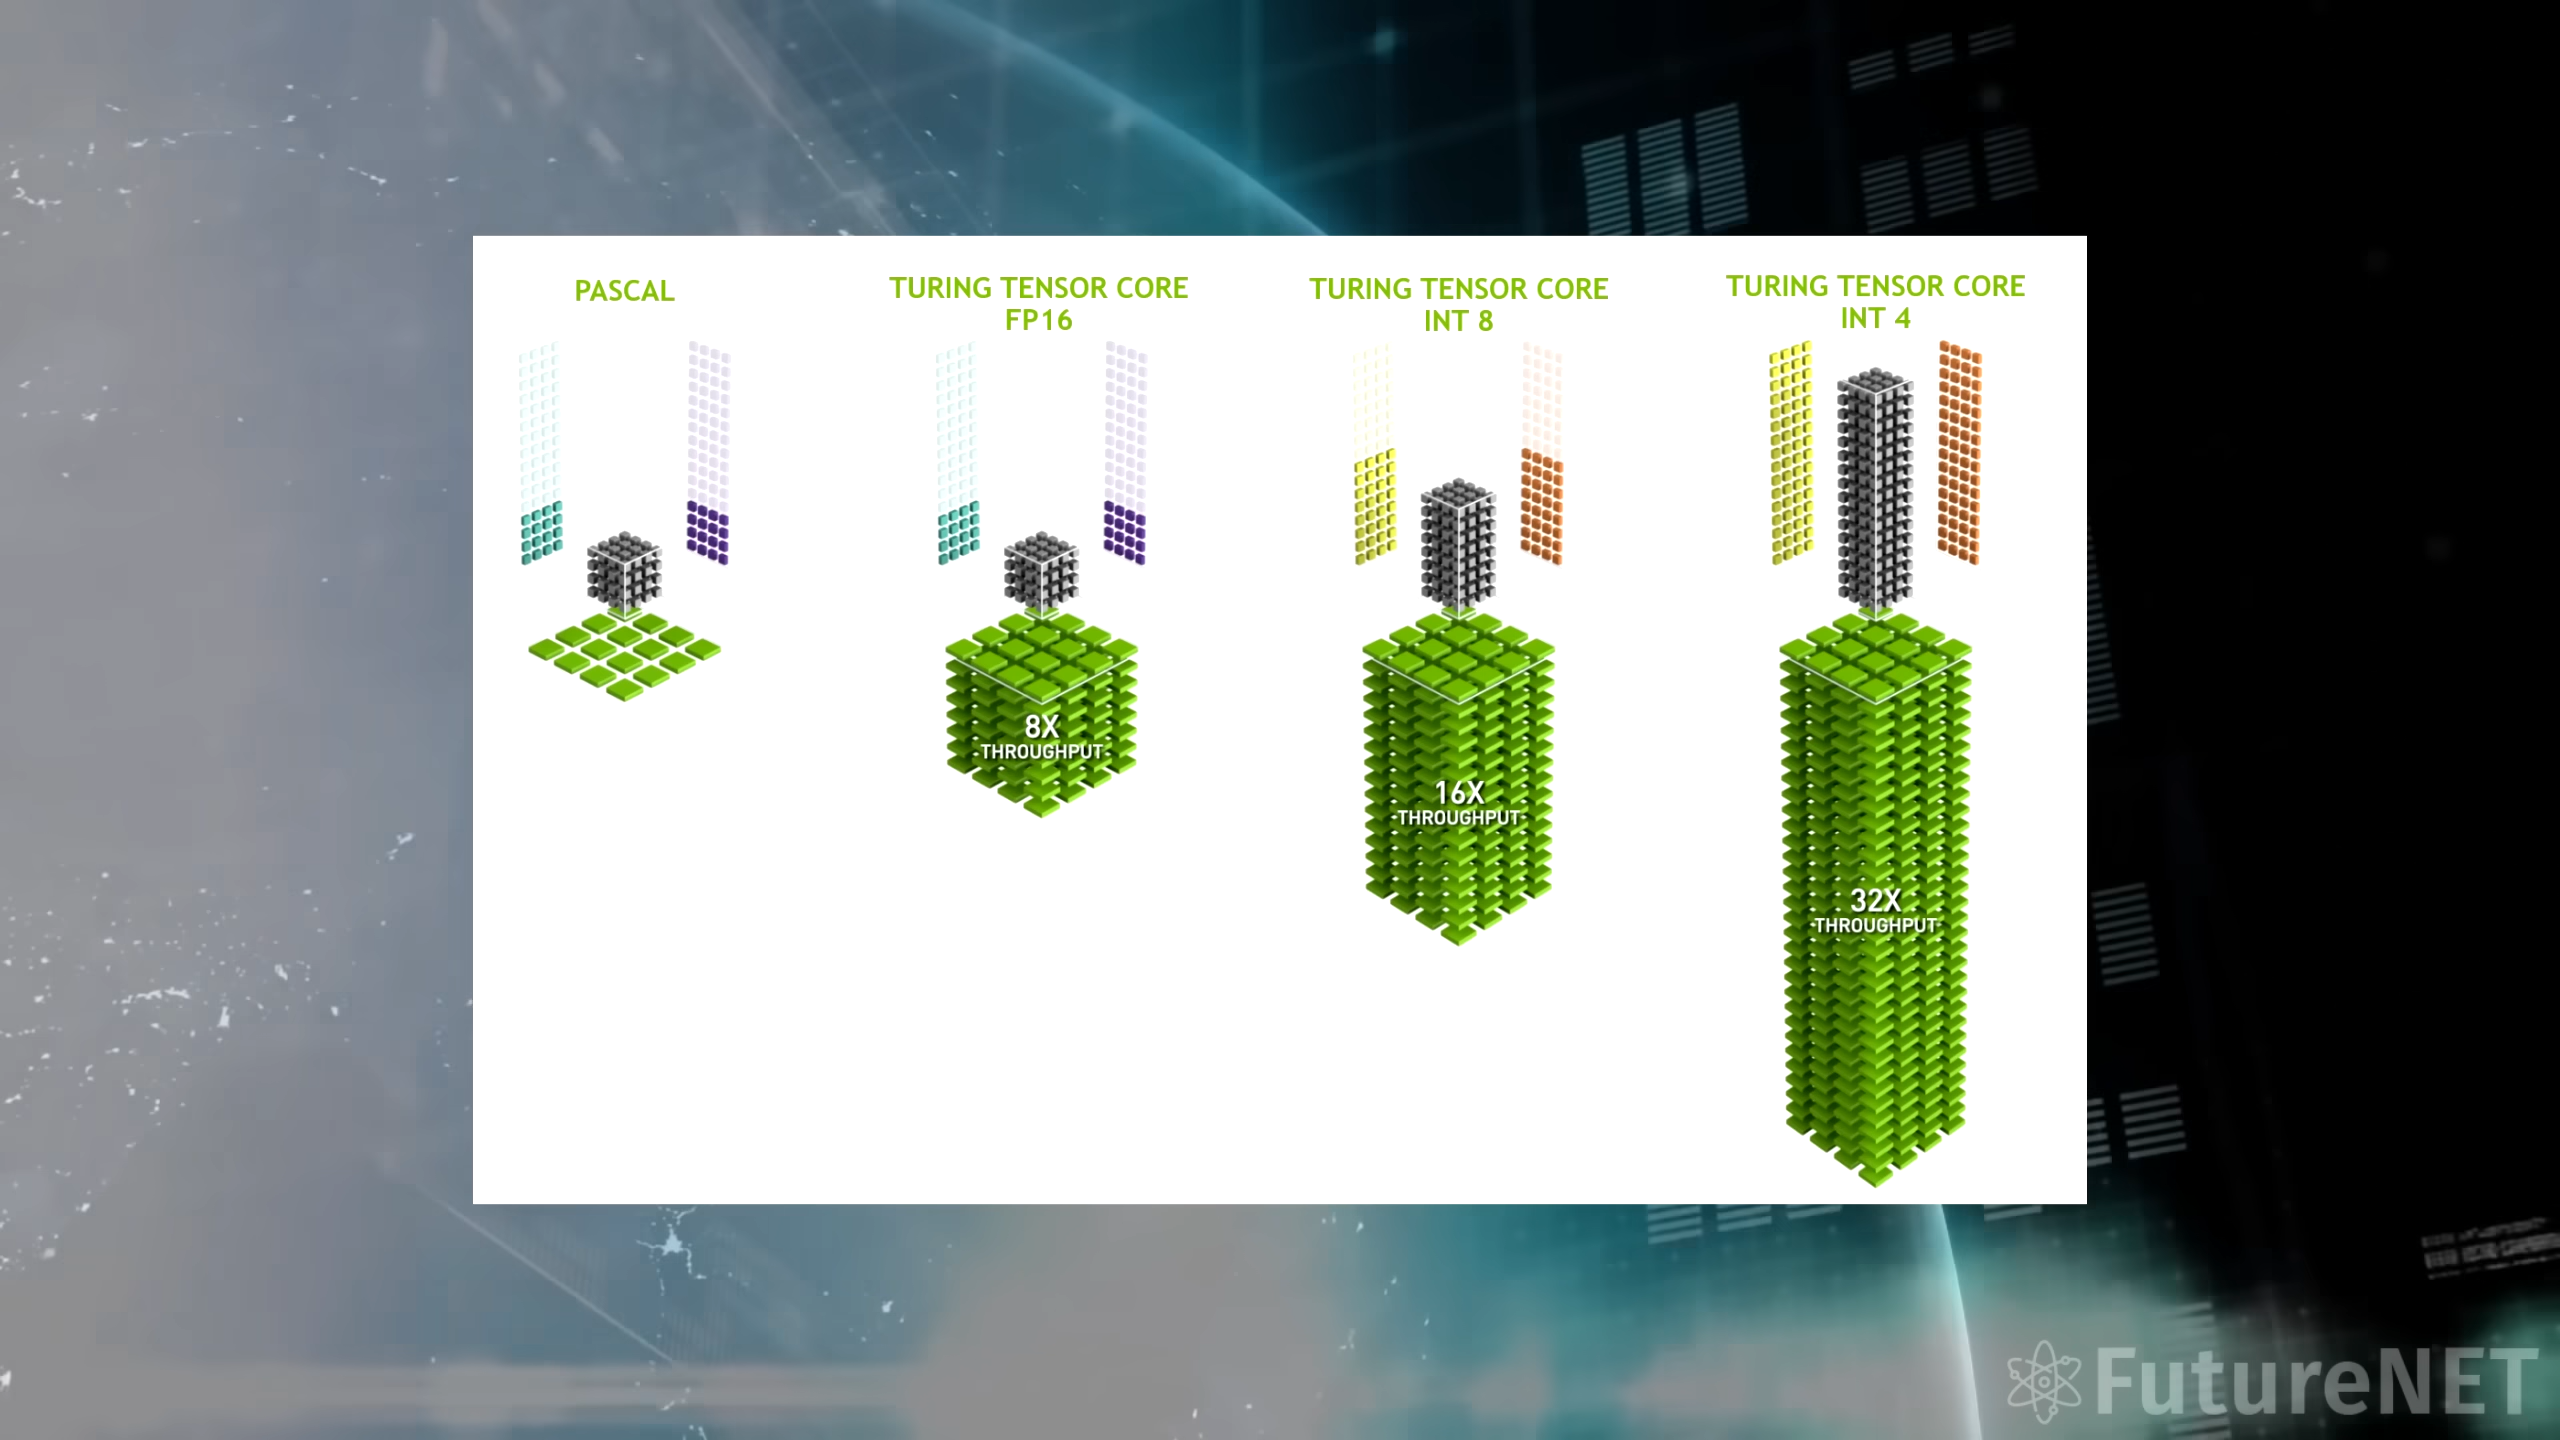 PASCAL
TURING TENSOR CORE
FP16
TURING TENSOR CORE
INT 8
TURING TENSOR CORE
INT 4
8X
THROUGHPUT
16X
THROUGHPUT
32X
THROUGHPUT
FutureNET